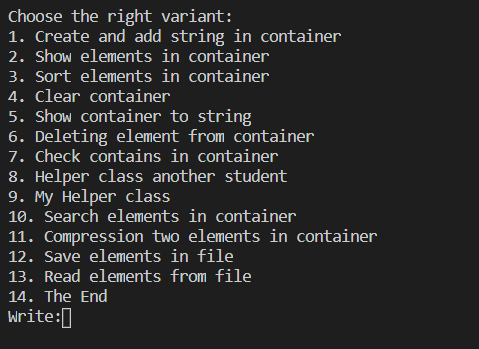 Choose the right variant:
1. Create and add string in container
2. Show elements in container
3. Sort elements in container
4. Clear container
5. Show container to string
6. Deleting element from container
7. Check contains in container
8. Helper class another student
9. My Helper class
10. Search elements in container
11. Compression two elements in container
12. Save elements in file
13. Read elements from file
14. The End
Write: